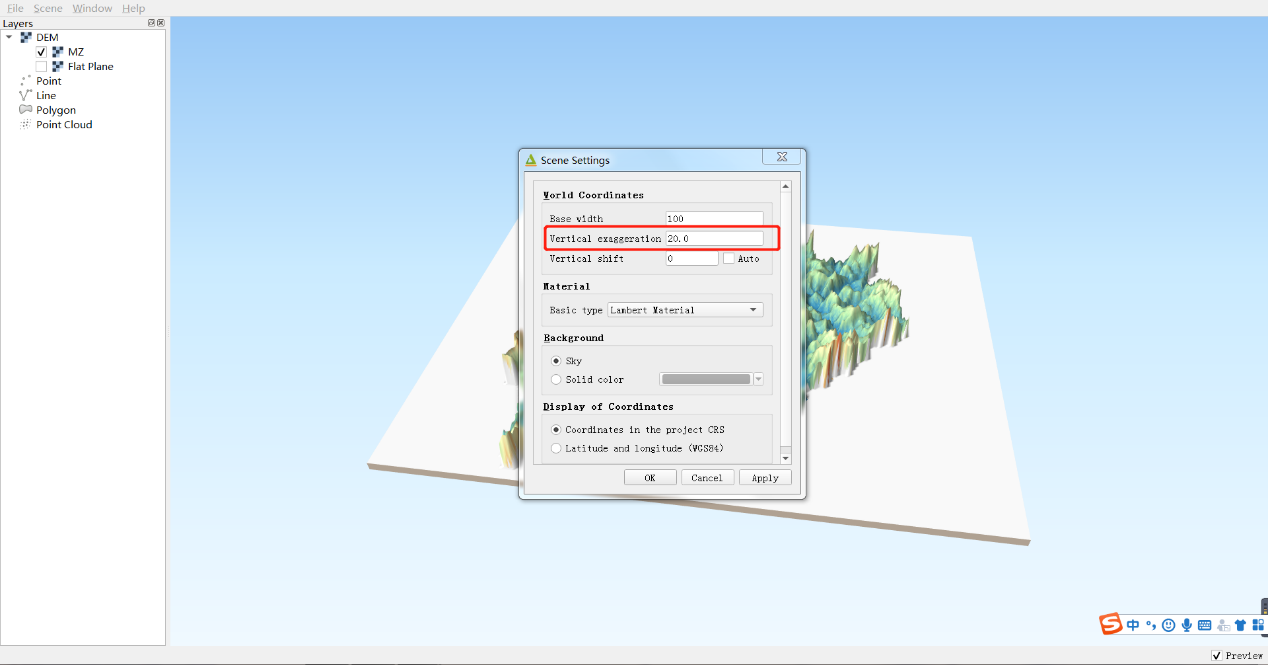 File Scene Window Help
Layers
DEM
MZ
Flat Plane
Point
Line
Polygon
Point Cloud
Scene Settings
World Coordinates
Base width 100
Vertical exaggeration 20.0
Vertical shift 0 Auto
Material
Basic type Lambert Material
Background
Sky
Solid color
Display of Coordinates
Coordinates in the project CRS
Latitude and longitude (WGS84)
OK Cancel Apply
S 中
Preview